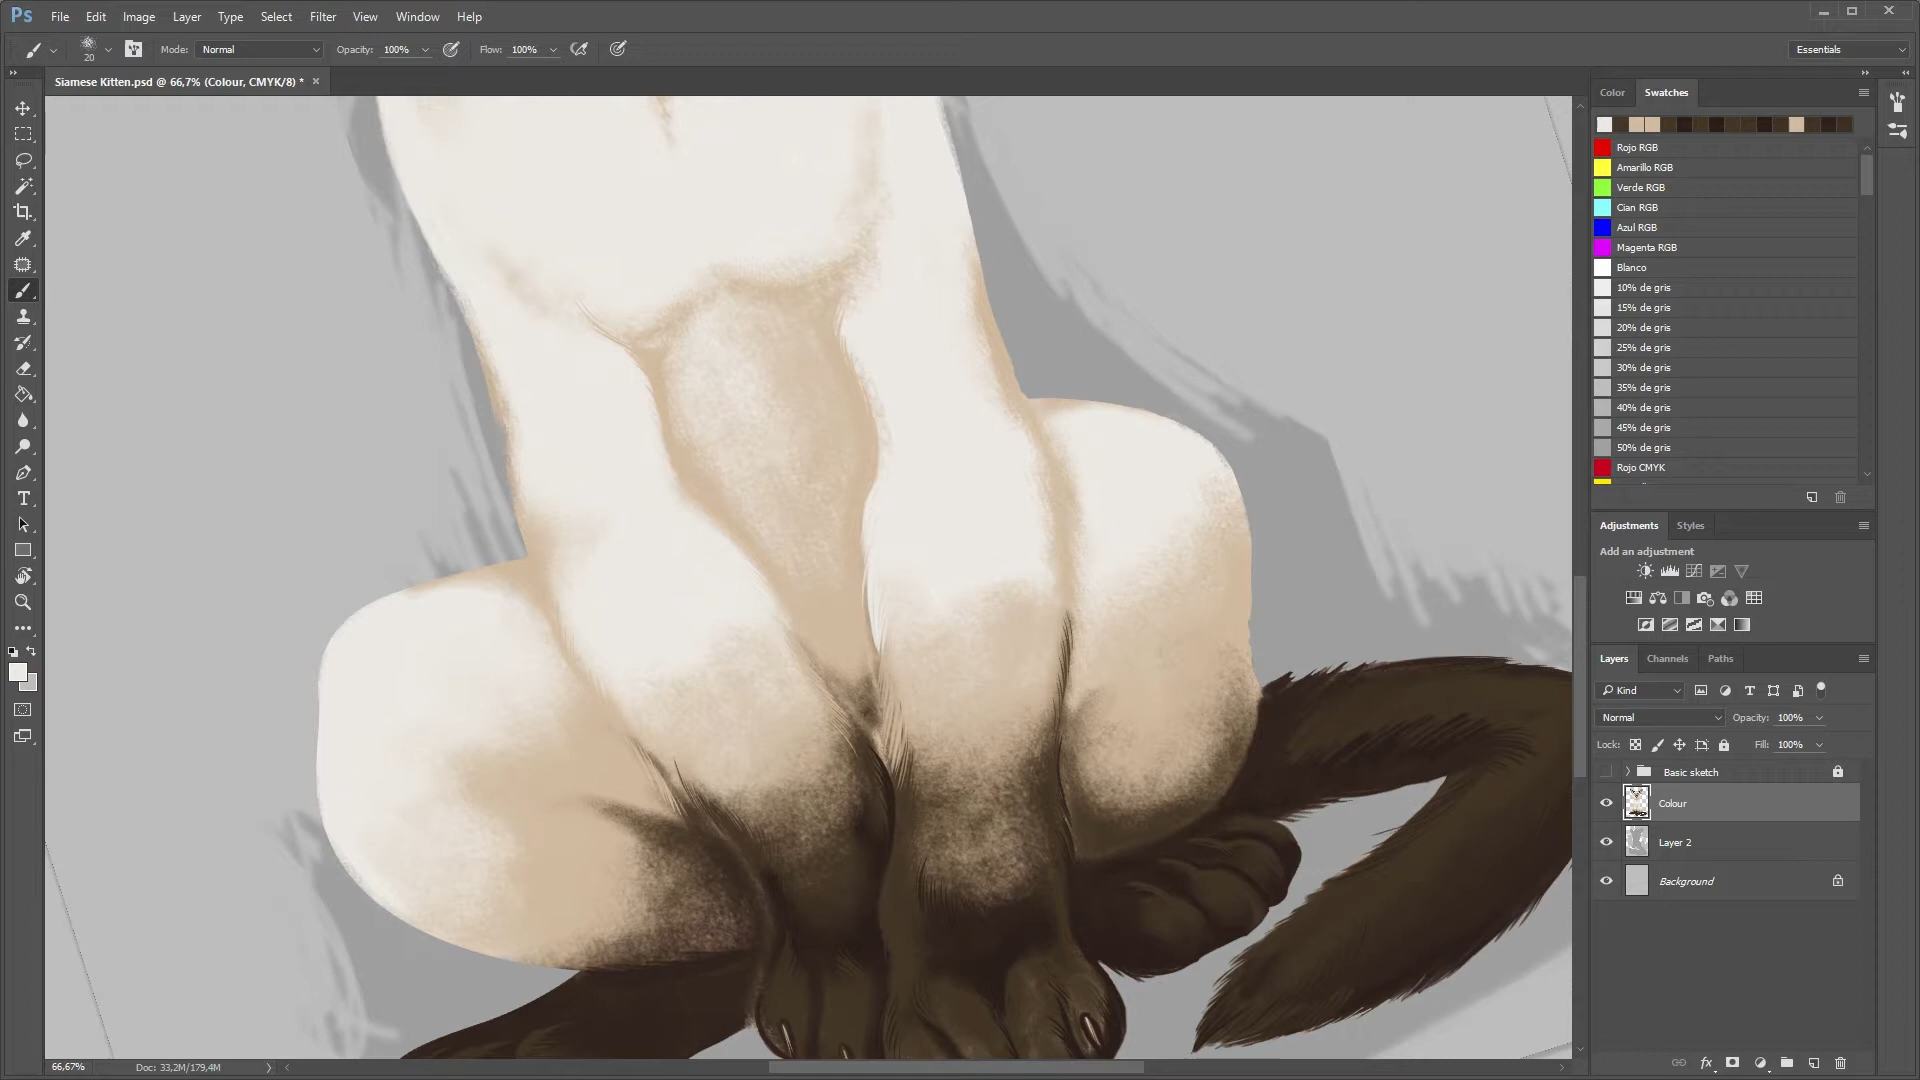 Ps File Edit Image Layer Type Select Filter View Window Help
20 Mode: Normal Opacity: 100% Flow: 100% Essentials
Siamese Kitten.psd @ 66,7% (Colour, CMYK/8) *
Color Swatches
Rojo RGB
Amarillo RGB
Verde RGB
Cian RGB
Azul RGB
Magenta RGB
Blanco
10% de gris
15% de gris
20% de gris
25% de gris
30% de gris
35% de gris
40% de gris
45% de gris
50% de gris
Rojo CMYK
Adjustments Styles
Add an adjustment
Layers Channels Paths
Kind
Normal Opacity: 100%
Lock: Fill: 100%
Basic sketch
Colour
Layer 2
Background
66,67% Doc: 33,2M/179,4M
fx